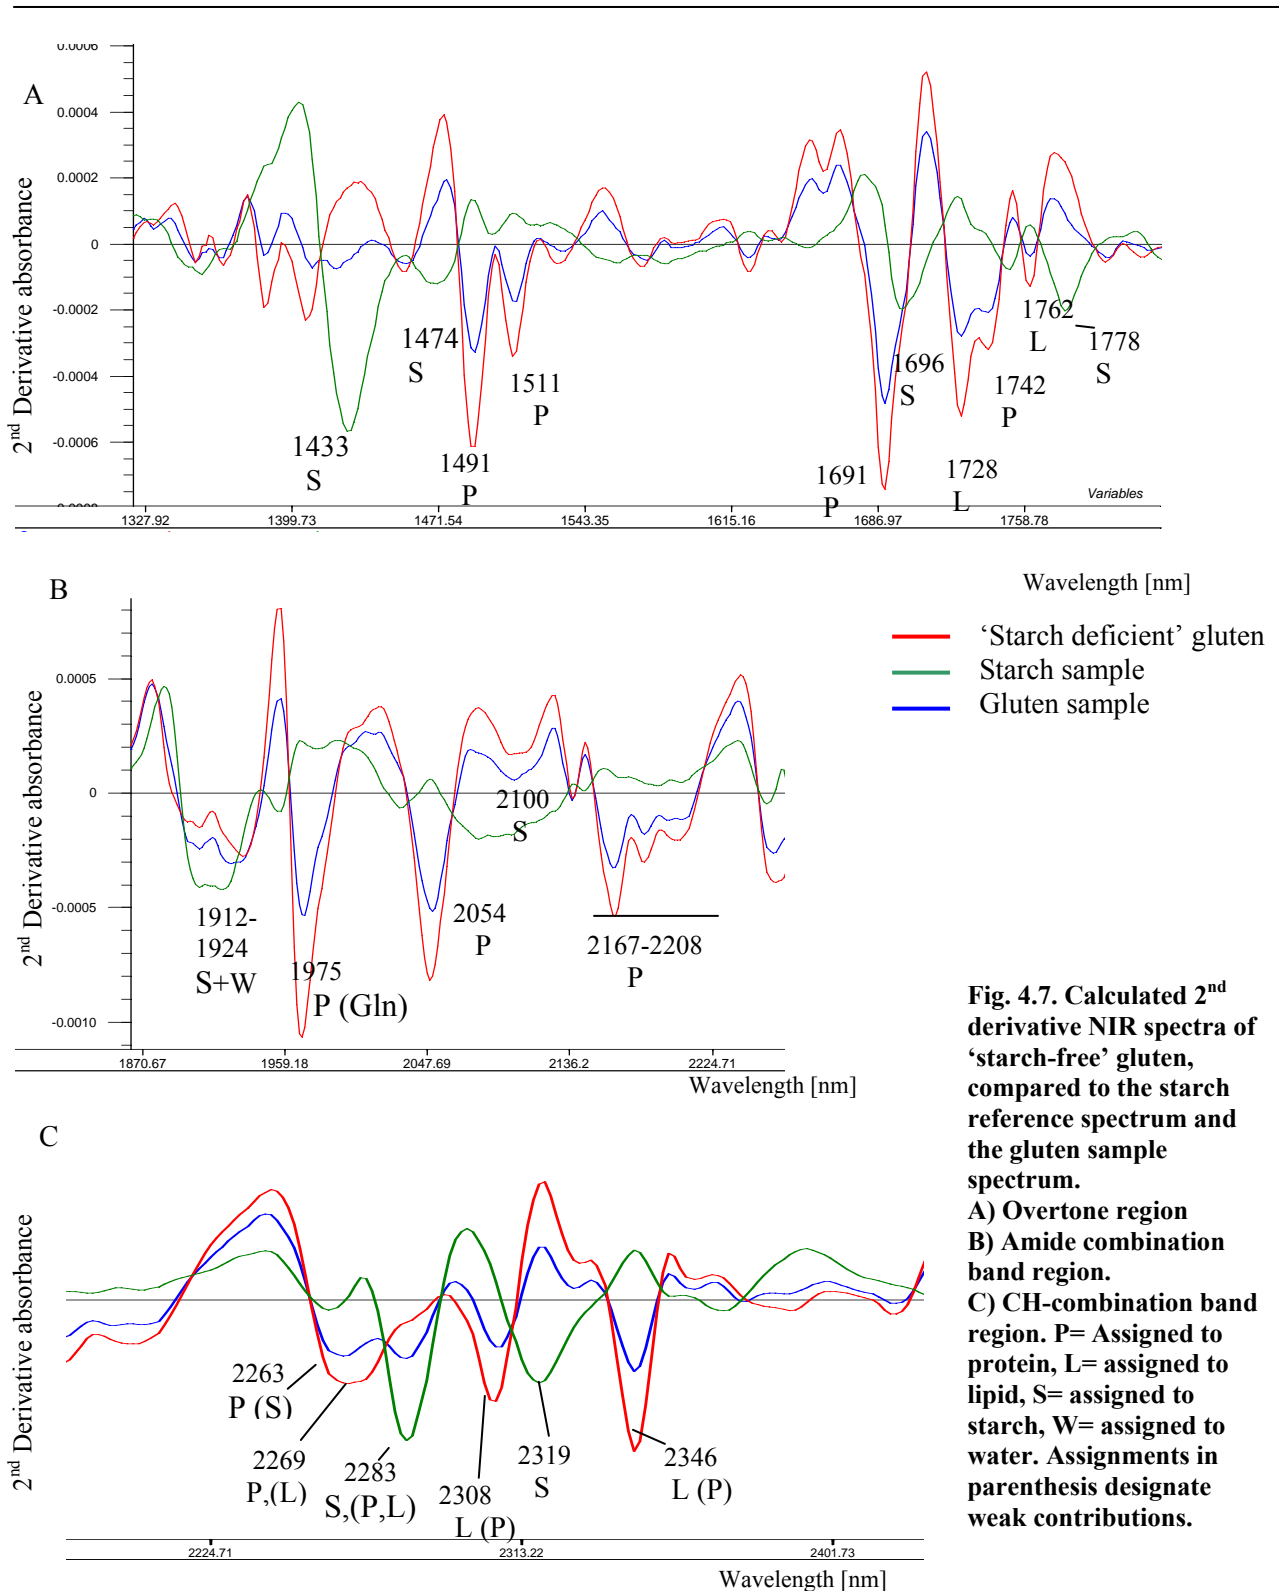 A
2nd Derivative absorbance
0.0006
0.0004
0.0002
0
-0.0002
-0.0004
-0.0006
-0.0008
1433
S
1474
S
1491
P
1511
P
1691
P
1696
S
1728
L
1742
P
1762
L
1778
S
Variables
1327.92 1399.73 1471.54 1543.35 1615.16 1686.97 1758.78
Wavelength [nm]
'Starch deficient' gluten
Starch sample
Gluten sample
B
2nd Derivative absorbance
0.0005
0
-0.0005
-0.0010
1912-
1924
S+W
1975
P (Gln)
2054
P
2100
S
2167-2208
P
1870.67 1959.18 2047.69 2136.2 2224.71
Wavelength [nm]
C
2nd Derivative absorbance
2263
P (S)
2269
P,(L)
2283
S,(P,L)
2308
L (P)
2319
S
2346
L (P)
2224.71 2313.22 2401.73
Wavelength [nm]
Fig. 4.7. Calculated 2nd
derivative NIR spectra of
'starch-free' gluten,
compared to the starch
reference spectrum and
the gluten sample
spectrum.
A) Overtone region
B) Amide combination
band region.
C) CH-combination band
region. P= Assigned to
protein, L= assigned to
lipid, S= assigned to
starch, W= assigned to
water. Assignments in
parenthesis designate
weak contributions.